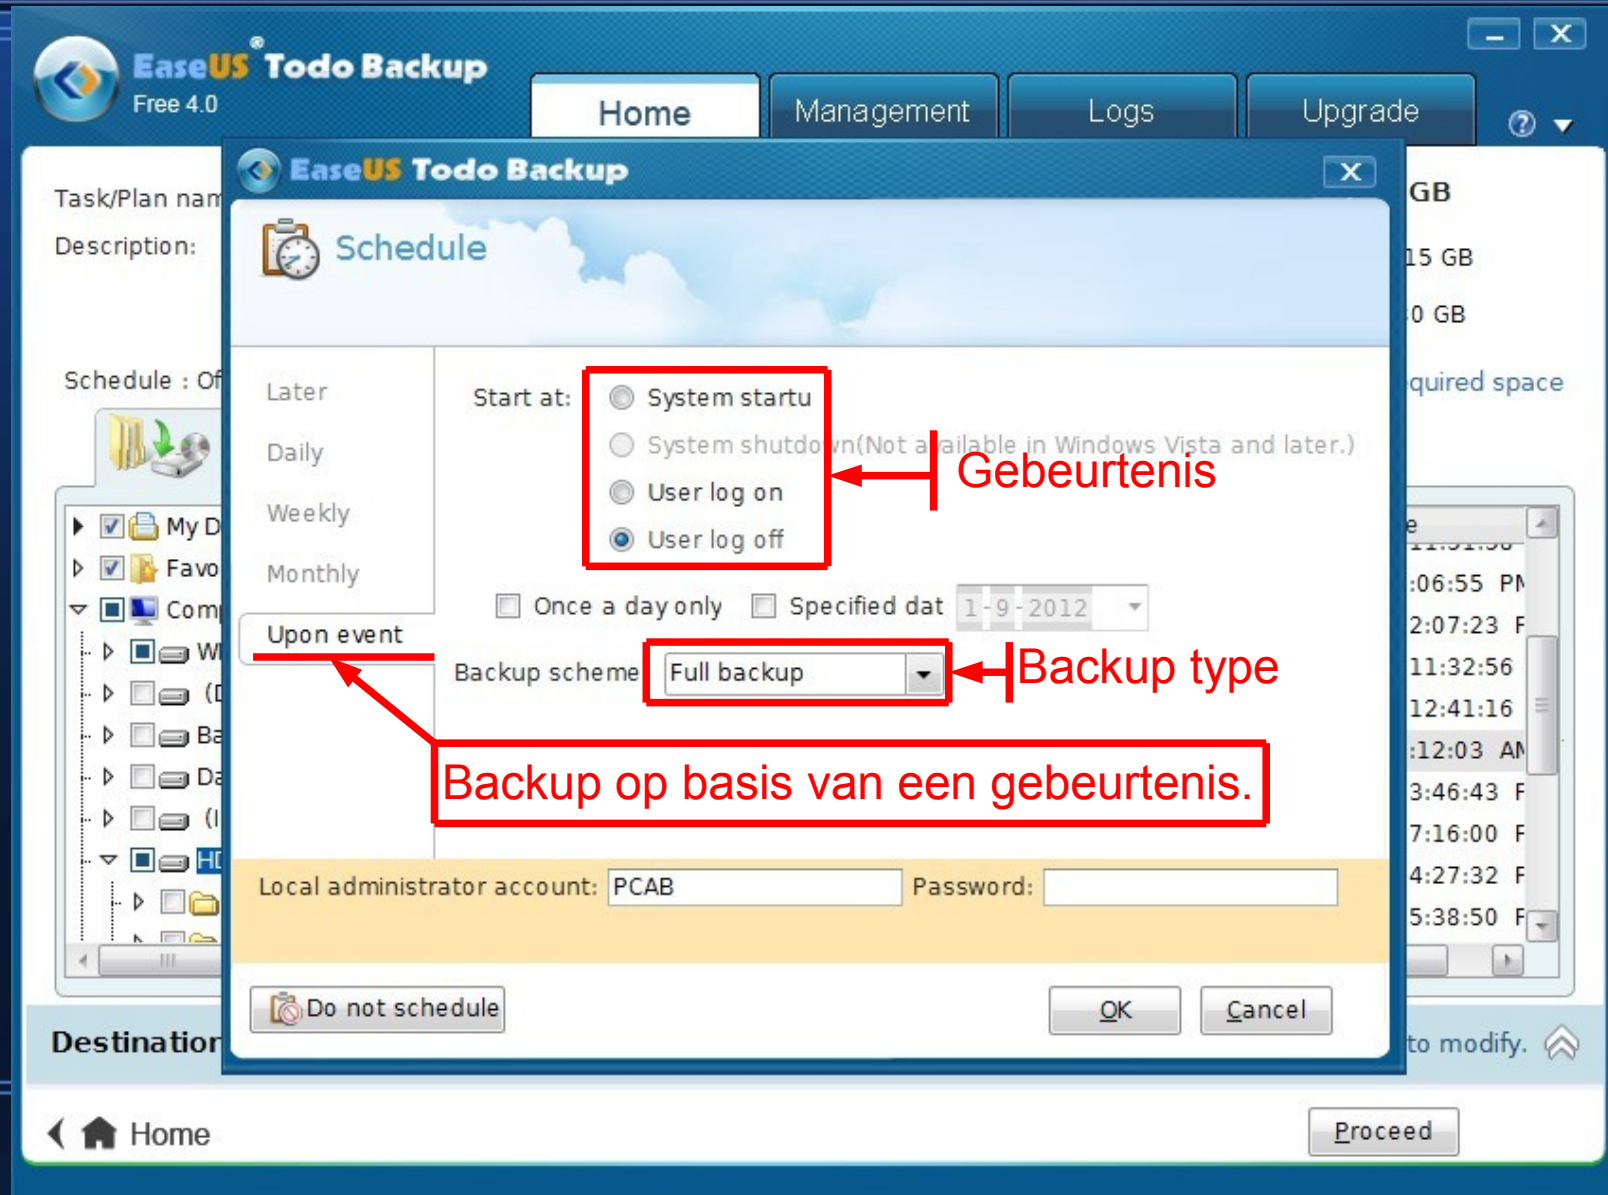 EaseUS® Todo Backup
Free 4.0
Home
Management
Logs
Upgrade
EaseUS Todo Backup
Task/Plan nam
GB
Description:
Schedule
15 GB
0 GB
Schedule : Of
quired space
Later
Start at:
System startu
Daily
System shutdown(Not available in Windows Vista and later.)
Gebeurtenis
Weekly
User log on
User log off
My D
Favo
Monthly
:06:55 PM
Comp
Once a day only
Specified dat
1-9-2012
2:07:23
Upon event
Backup scheme
Full backup
Backup type
11:32:56
12:41:16
Ba
:12:03 AM
Backup op basis van een gebeurtenis.
Da
3:46:43
7:16:00
HD
Local administrator account:
PCAB
Password:
4:27:32
5:38:50
Do not schedule
OK
Cancel
Destination
to modify.
Home
Proceed